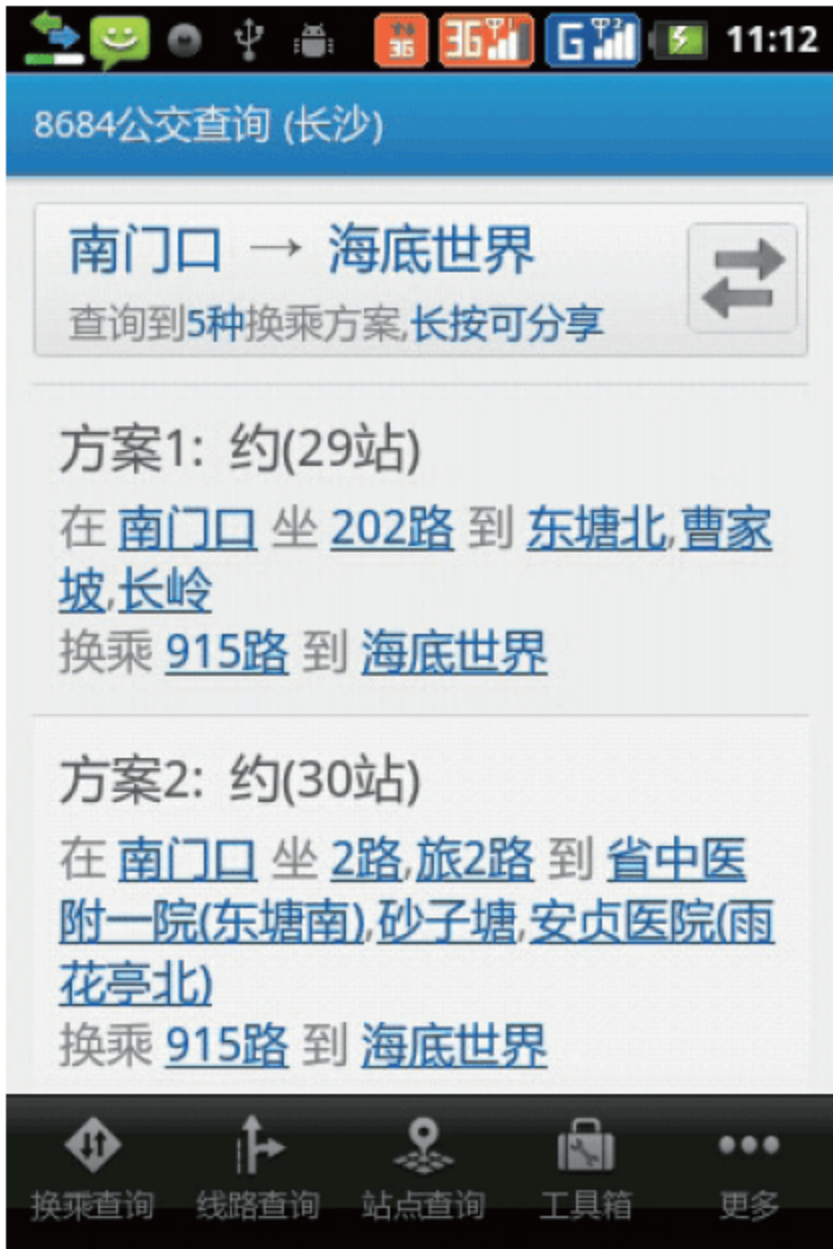 3G
3G 1
G 2
11:12
8684公交查询 (长沙)
南门口 → 海底世界
查询到5种换乘方案,长按可分享
方案1: 约(29站)
在 南门口 坐 202路 到 东塘北,曹家
坡,长岭
换乘 915路 到 海底世界
方案2: 约(30站)
在 南门口 坐 2路,旅2路 到 省中医
附一院(东塘南),砂子塘,安贞医院(雨
花亭北)
换乘 915路 到 海底世界
换乘查询 线路查询 站点查询 工具箱 更多